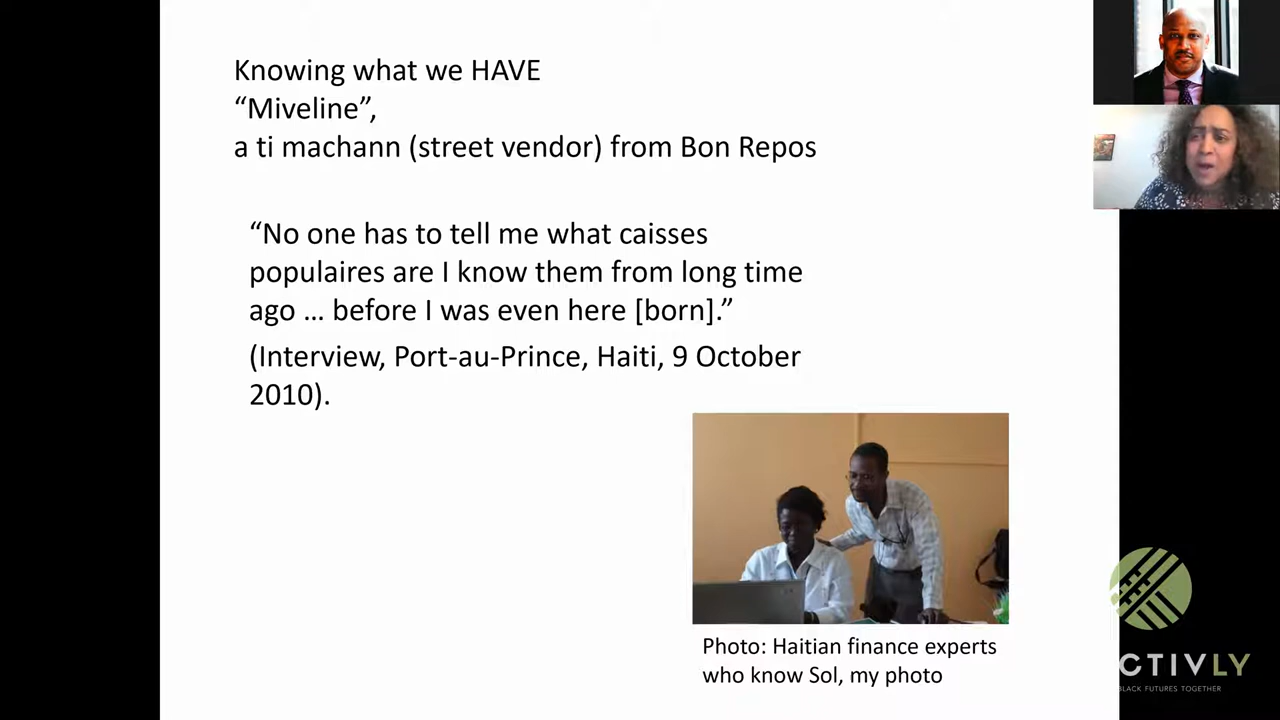 Knowing what we HAVE
“Miveline”,
a ti machann (street vendor) from Bon Repos
“No one has to tell me what caisses
populaires are I know them from long time
ago … before I was even here [born].”
(Interview, Port-au-Prince, Haiti, 9 October
2010).
Photo: Haitian finance experts
who know Sol, my photo
CTIVLY
BLACK FUTURES TOGETHER